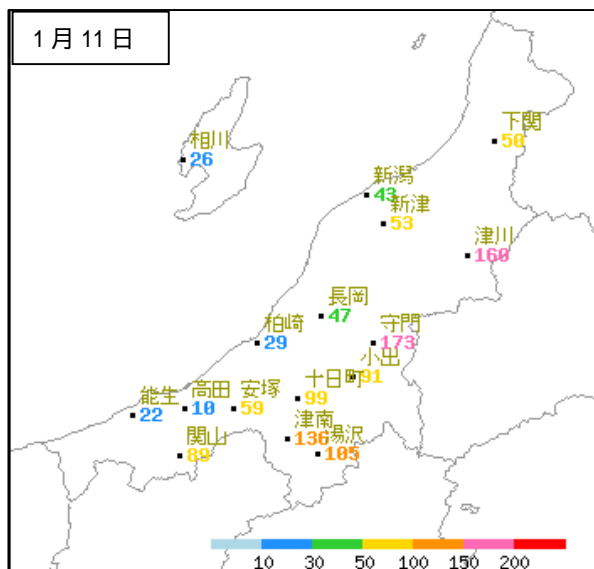 1月11日
下関
50
相川
26
新潟
43
新津
53
津川
160
長岡
47
柏崎
29
守門
173
小出
91
十日町
99
安塚
59
高田
10
能生
22
津南
136
湯沢
105
関山
89
10 30 50 100 150 200